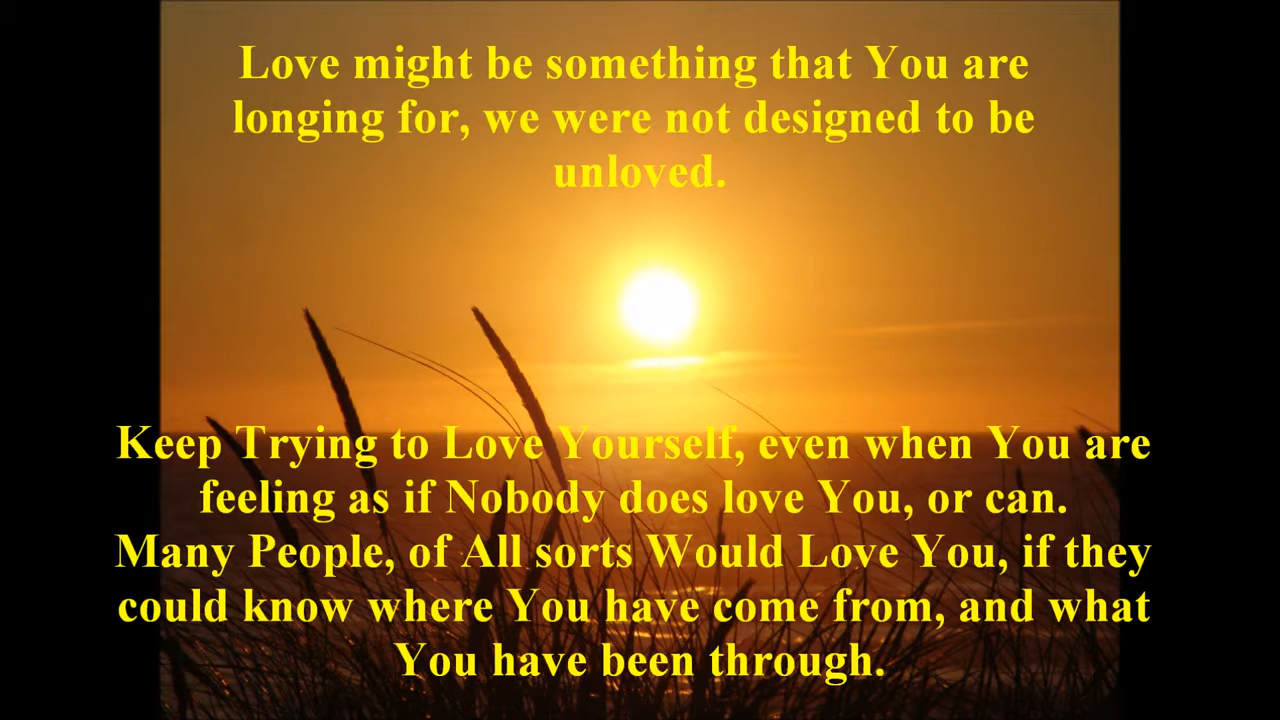 Love might be something that You are
longing for, we were not designed to be
unloved.
Keep Trying to Love Yourself, even when You are
feeling as if Nobody does love You, or can.
Many People, of All sorts Would Love You, if they
could know where You have come from, and what
You have been through.